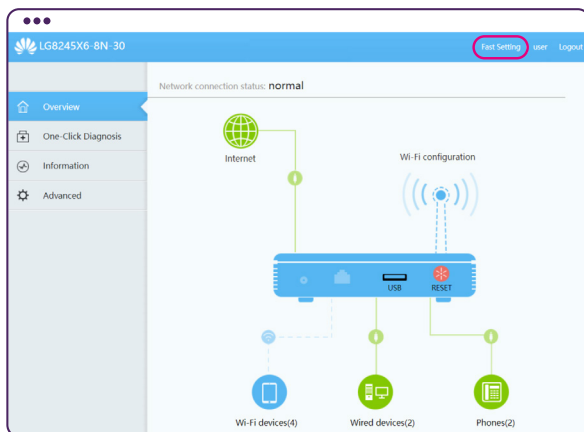 LG8245X6-8N-30
Fast Setting user Logout
Network connection status: normal
Overview
One-Click Diagnosis
Information
Advanced
Internet
Wi-Fi configuration
USB
RESET
Wi-Fi devices(4)
Wired devices(2)
Phones(2)